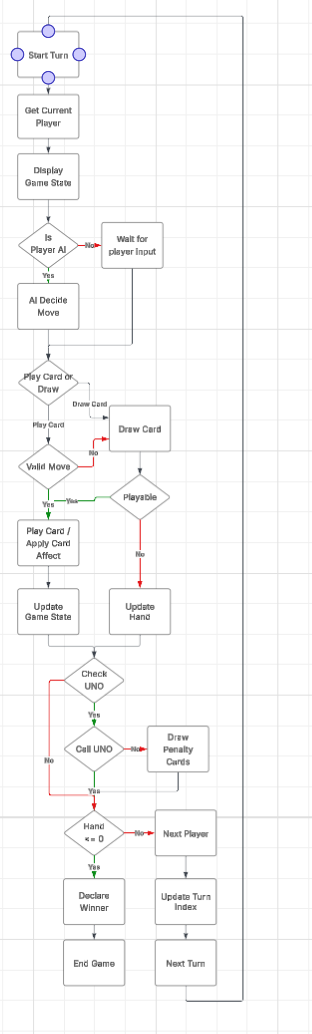 Start Turn
Get Current
Player
Display
Game State
Is
Player AI
No
Wait for
player Input
Yes
AI Decide
Move
Play Card or
Draw
Draw Card
Play Card
Draw Card
No
Valid Move
Playable
Yes
Yes
Play Card /
Apply Card
Affect
No
Update
Game State
Update
Hand
Check
UNO
Yes
Call UNO
No
Draw
Penalty
Cards
No
Yes
Hand
<= 0
No
Next Player
Yes
Declare
Winner
Update Turn
Index
End Game
Next Turn